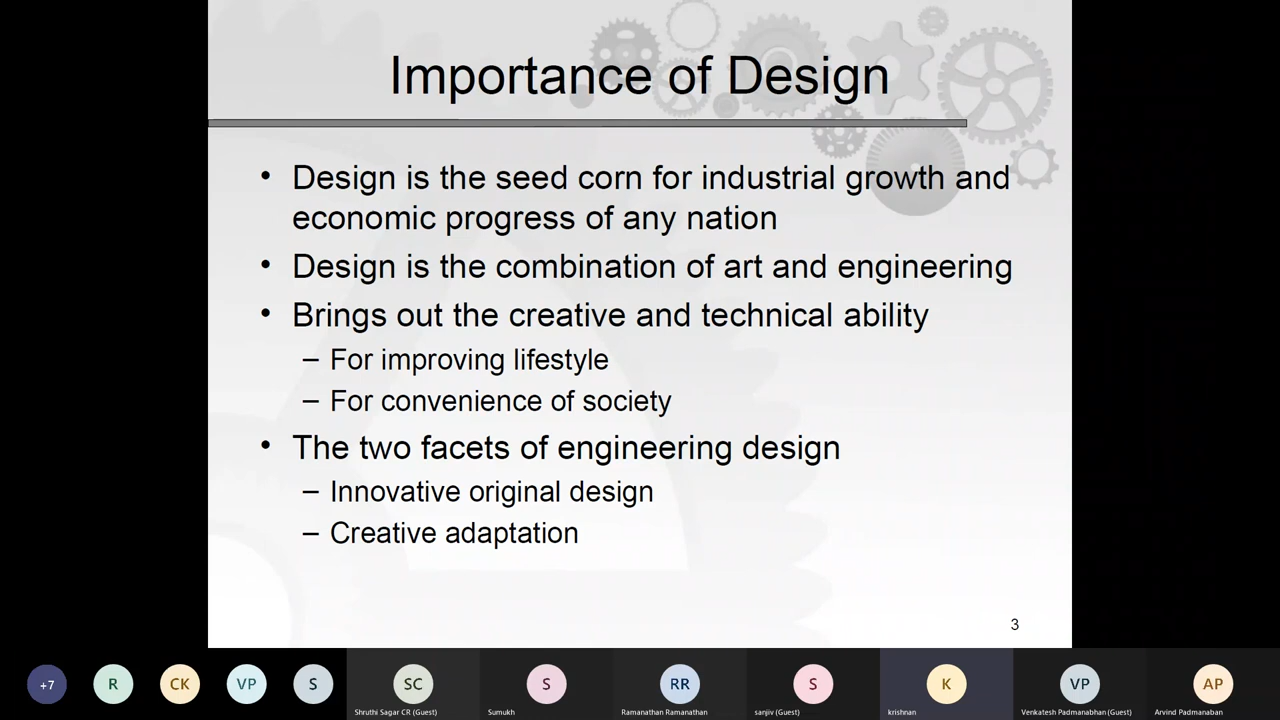 Importance of Design
• Design is the seed corn for industrial growth and
economic progress of any nation
• Design is the combination of art and engineering
• Brings out the creative and technical ability
– For improving lifestyle
– For convenience of society
• The two facets of engineering design
– Innovative original design
– Creative adaptation
3
+7 R CK VP S SC S RR S K VP AP
Shruthi Sagar CR (Guest) Sumukh Ramanathan Ramanathan sanjiv (Guest) krishnan Venkatesh Padmanabhan (Guest) Arvind Padmanaban